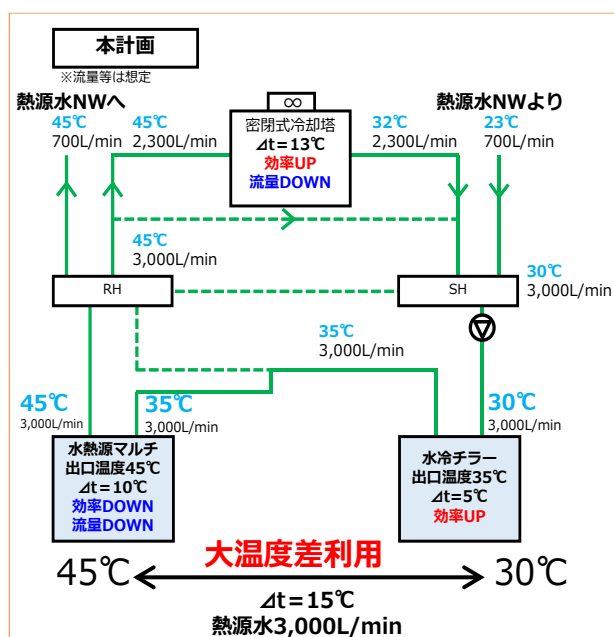 本計画
※流量等は想定
熱源水NWへ
熱源水NWより
45℃
700L/min
45℃
2,300L/min
∞
密閉式冷却塔
⊿t＝13℃
効率UP
流量DOWN
32℃
2,300L/min
23℃
700L/min
45℃
3,000L/min
RH
SH
30℃
3,000L/min
35℃
3,000L/min
45℃
3,000L/min
35℃
3,000L/min
30℃
3,000L/min
水熱源マルチ
出口温度45℃
⊿t＝10℃
効率DOWN
流量DOWN
水冷チラー
出口温度35℃
⊿t＝5℃
効率UP
大温度差利用
45℃
30℃
⊿t＝15℃
熱源水3,000L/min